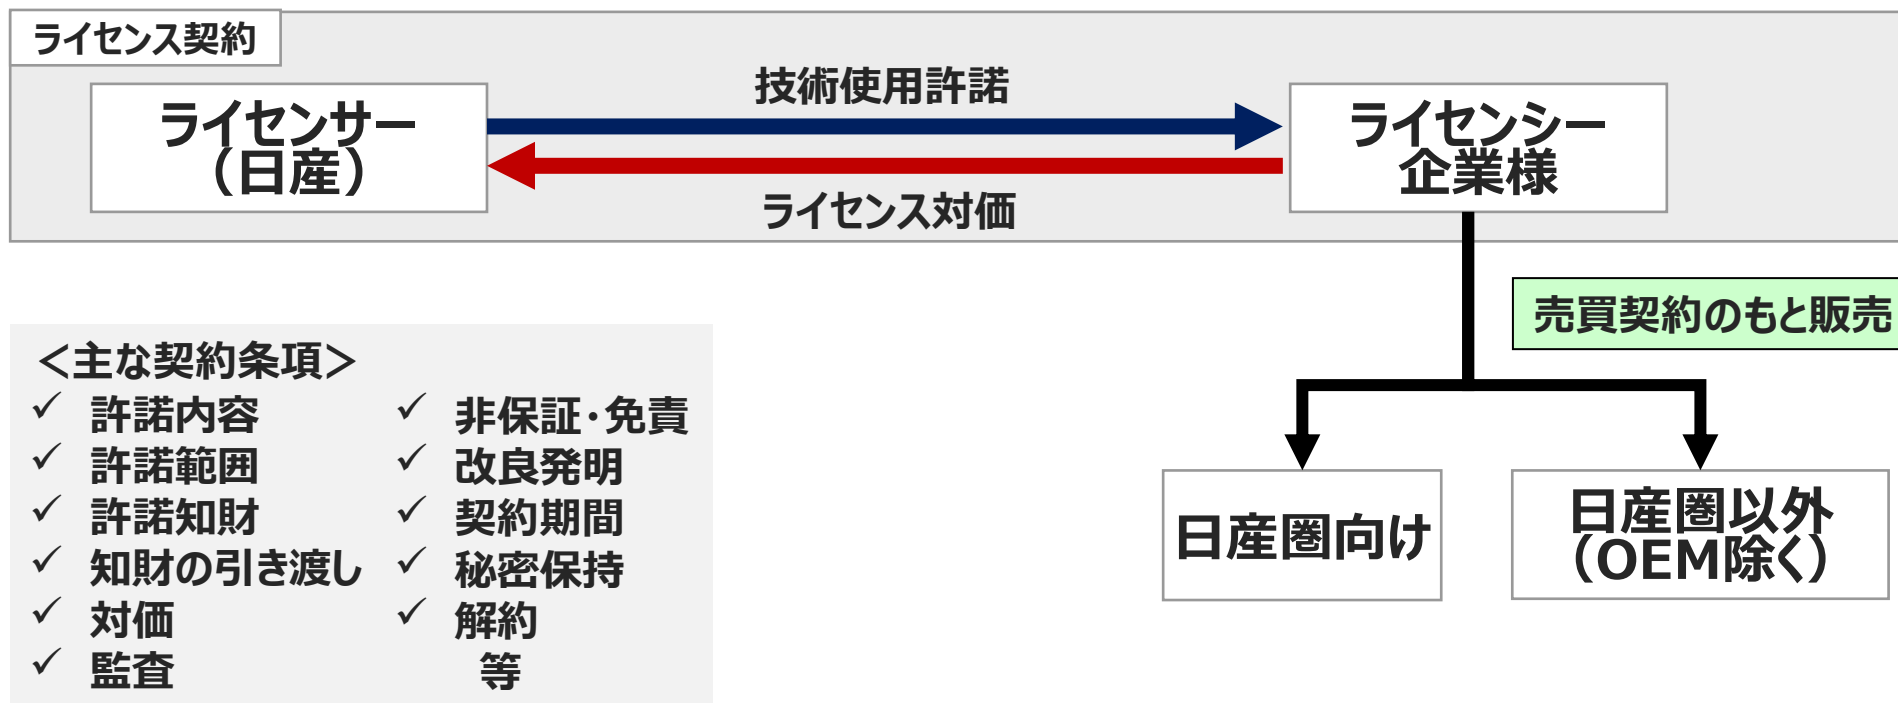 ライセンス契約
ライセンサー
（日産）
技術使用許諾
ライセンス対価
ライセンシー
企業様
売買契約のもと販売
日産圏向け
日産圏以外
（OEM除く）
＜主な契約条項＞
✓ 許諾内容
✓ 許諾範囲
✓ 許諾知財
✓ 知財の引き渡し
✓ 対価
✓ 監査
✓ 非保証・免責
✓ 改良発明
✓ 契約期間
✓ 秘密保持
✓ 解約
等